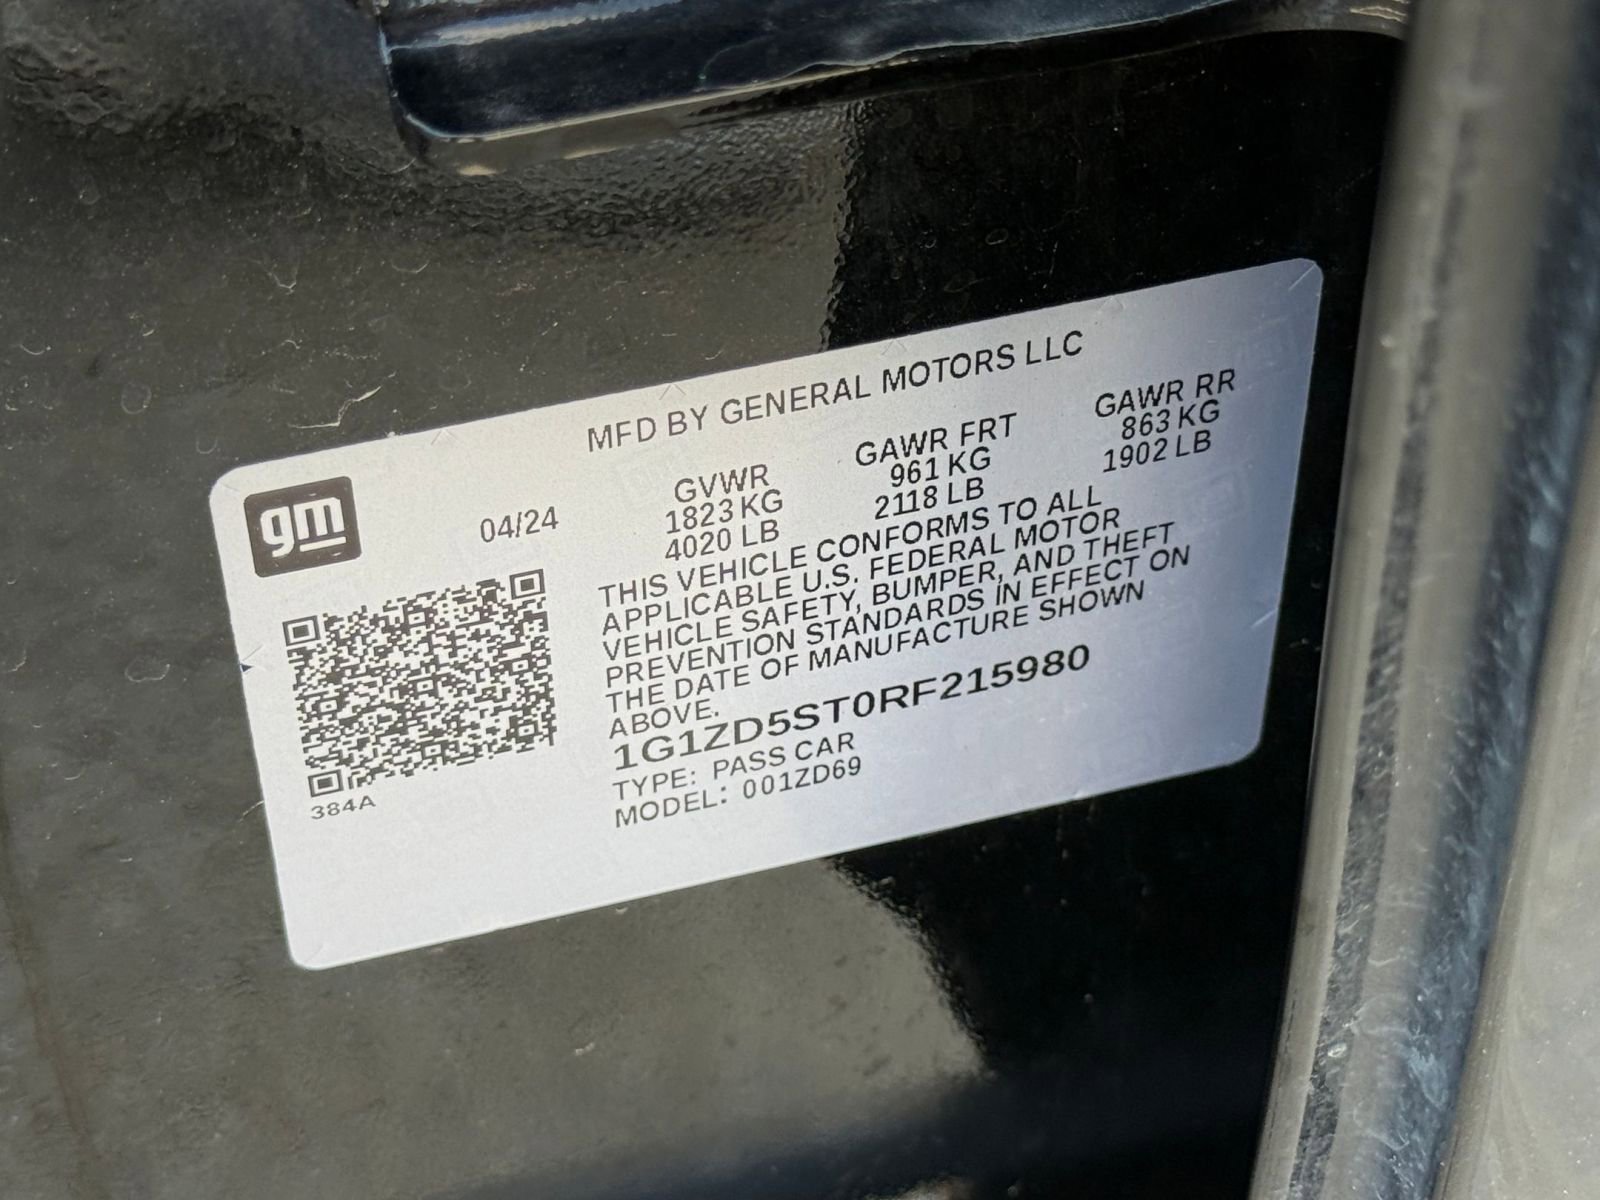 MFD BY GENERAL MOTORS LLC
gm
04/24
GVWR
1823 KG
4020 LB
GAWR FRT
961 KG
2118 LB
GAWR RR
863 KG
1902 LB
THIS VEHICLE CONFORMS TO ALL
APPLICABLE U.S. FEDERAL MOTOR
VEHICLE SAFETY, BUMPER, AND THEFT
PREVENTION STANDARDS IN EFFECT ON
THE DATE OF MANUFACTURE SHOWN
ABOVE.
1G1ZD5ST0RF215980
TYPE: PASS CAR
MODEL: 001ZD69
384A